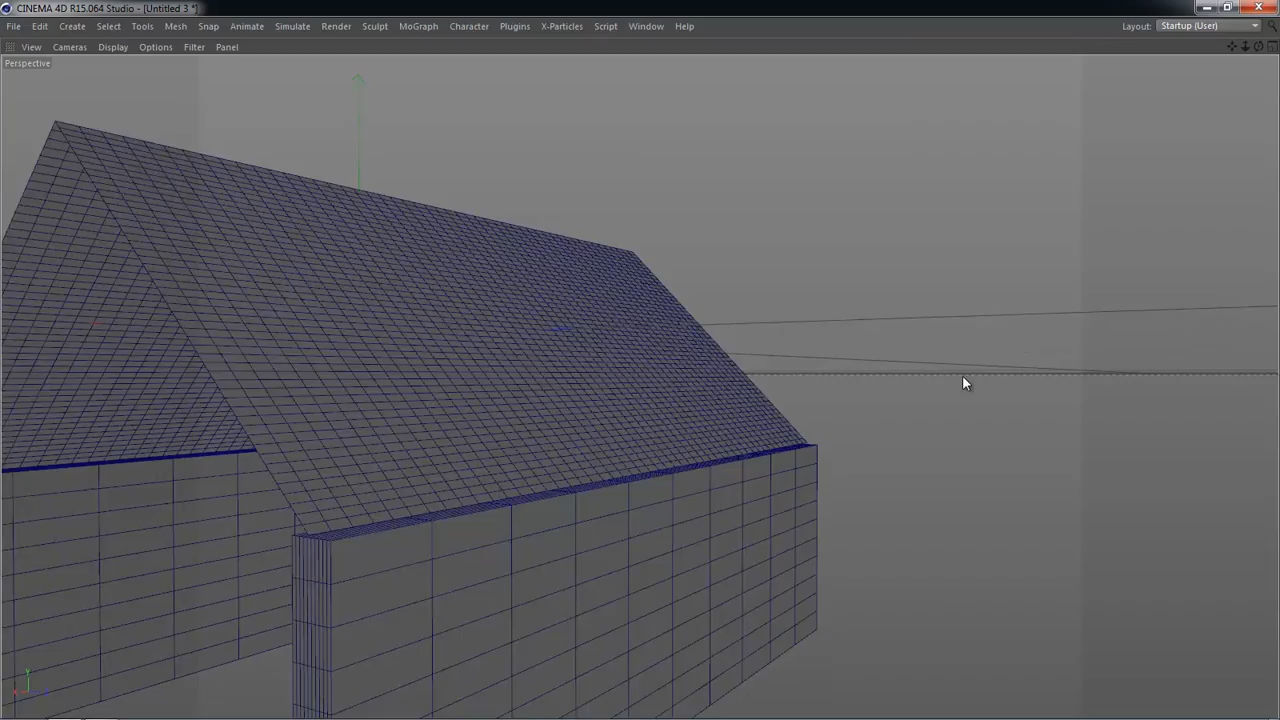 CINEMA 4D R15.064 Studio - [Untitled 3 *]
File Edit Create Select Tools Mesh Snap Animate Simulate Render Sculpt MoGraph Character Plugins X-Particles Script Window Help Layout: Startup (User)
View Cameras Display Options Filter Panel
Perspective
Y